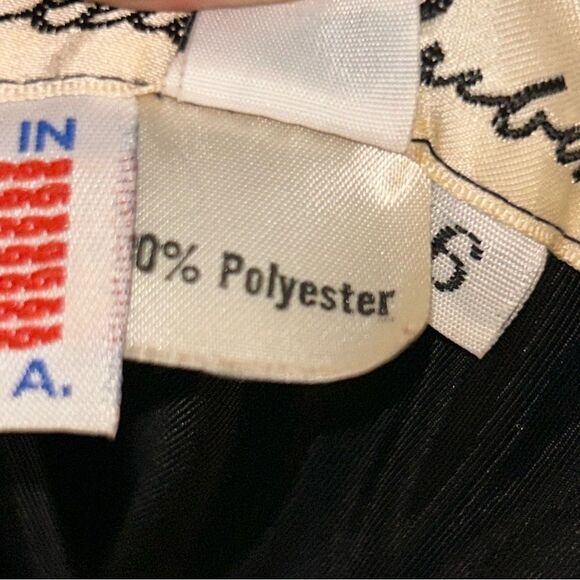 IN
A.
0% Polyester
6